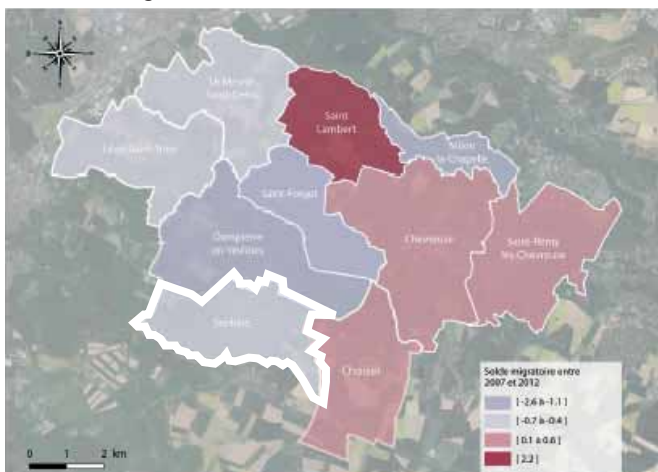 Le Mesnil
Saint-Denis
Saint
Lambert
Milon
la-Chapelle
Lévis-Saint-Nom
Saint-Forget
Dampierre
en-Yvelines
Chevreuse
Saint-Rémy
lès-Chevreuse
Senlisse
Choisel
Solde migratoire entre
2007 et 2012
[ -2.6 à -1.1 ]
[ -0.7 à -0.4 ]
[ 0.1 à 0.6 ]
[ 2.2 ]
0 1 2 km